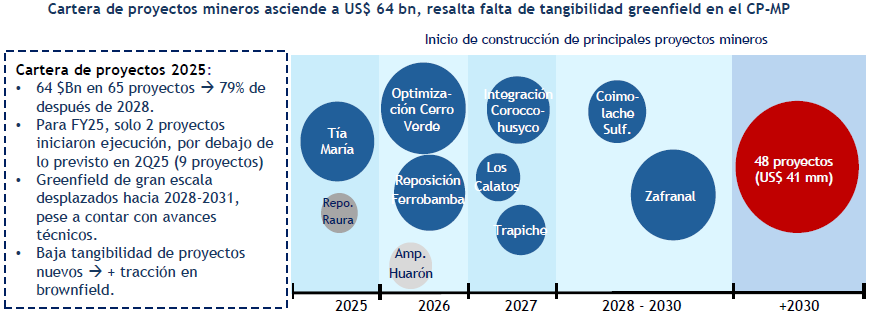 Cartera de proyectos mineros asciende a US$ 64 bn, resalta falta de tangibilidad greenfield en el CP-MP
Inicio de construcción de principales proyectos mineros
Cartera de proyectos 2025:
• 64 $Bn en 65 proyectos → 79% de
después de 2028.
• Para FY25, solo 2 proyectos
iniciaron ejecución, por debajo de
lo previsto en 2Q25 (9 proyectos)
• Greenfield de gran escala
desplazados hacia 2028-2031,
pese a contar con avances
técnicos.
• Baja tangibilidad de proyectos
nuevos → + tracción en
brownfield.
Tía
María
Repo.
Raura
Optimiza-
ción Cerro
Verde
Reposición
Ferrobamba
Amp.
Huarón
Integración
Corocco-
husyco
Los
Calatos
Trapiche
Coimo-
lache
Sulf.
Zafranal
48 proyectos
(US$ 41 mm)
2025
2026
2027
2028 - 2030
+2030